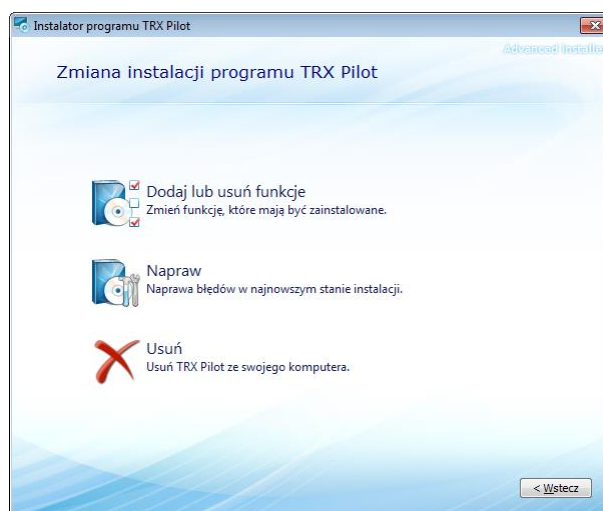 Instalator programu TRX Pilot
Advanced Installer
Zmiana instalacji programu TRX Pilot
Dodaj lub usuń funkcje
Zmień funkcję, które mają być zainstalowane.
Napraw
Naprawa błędów w najnowszym stanie instalacji.
Usuń
Usuń TRX Pilot ze swojego komputera.
< Wstecz